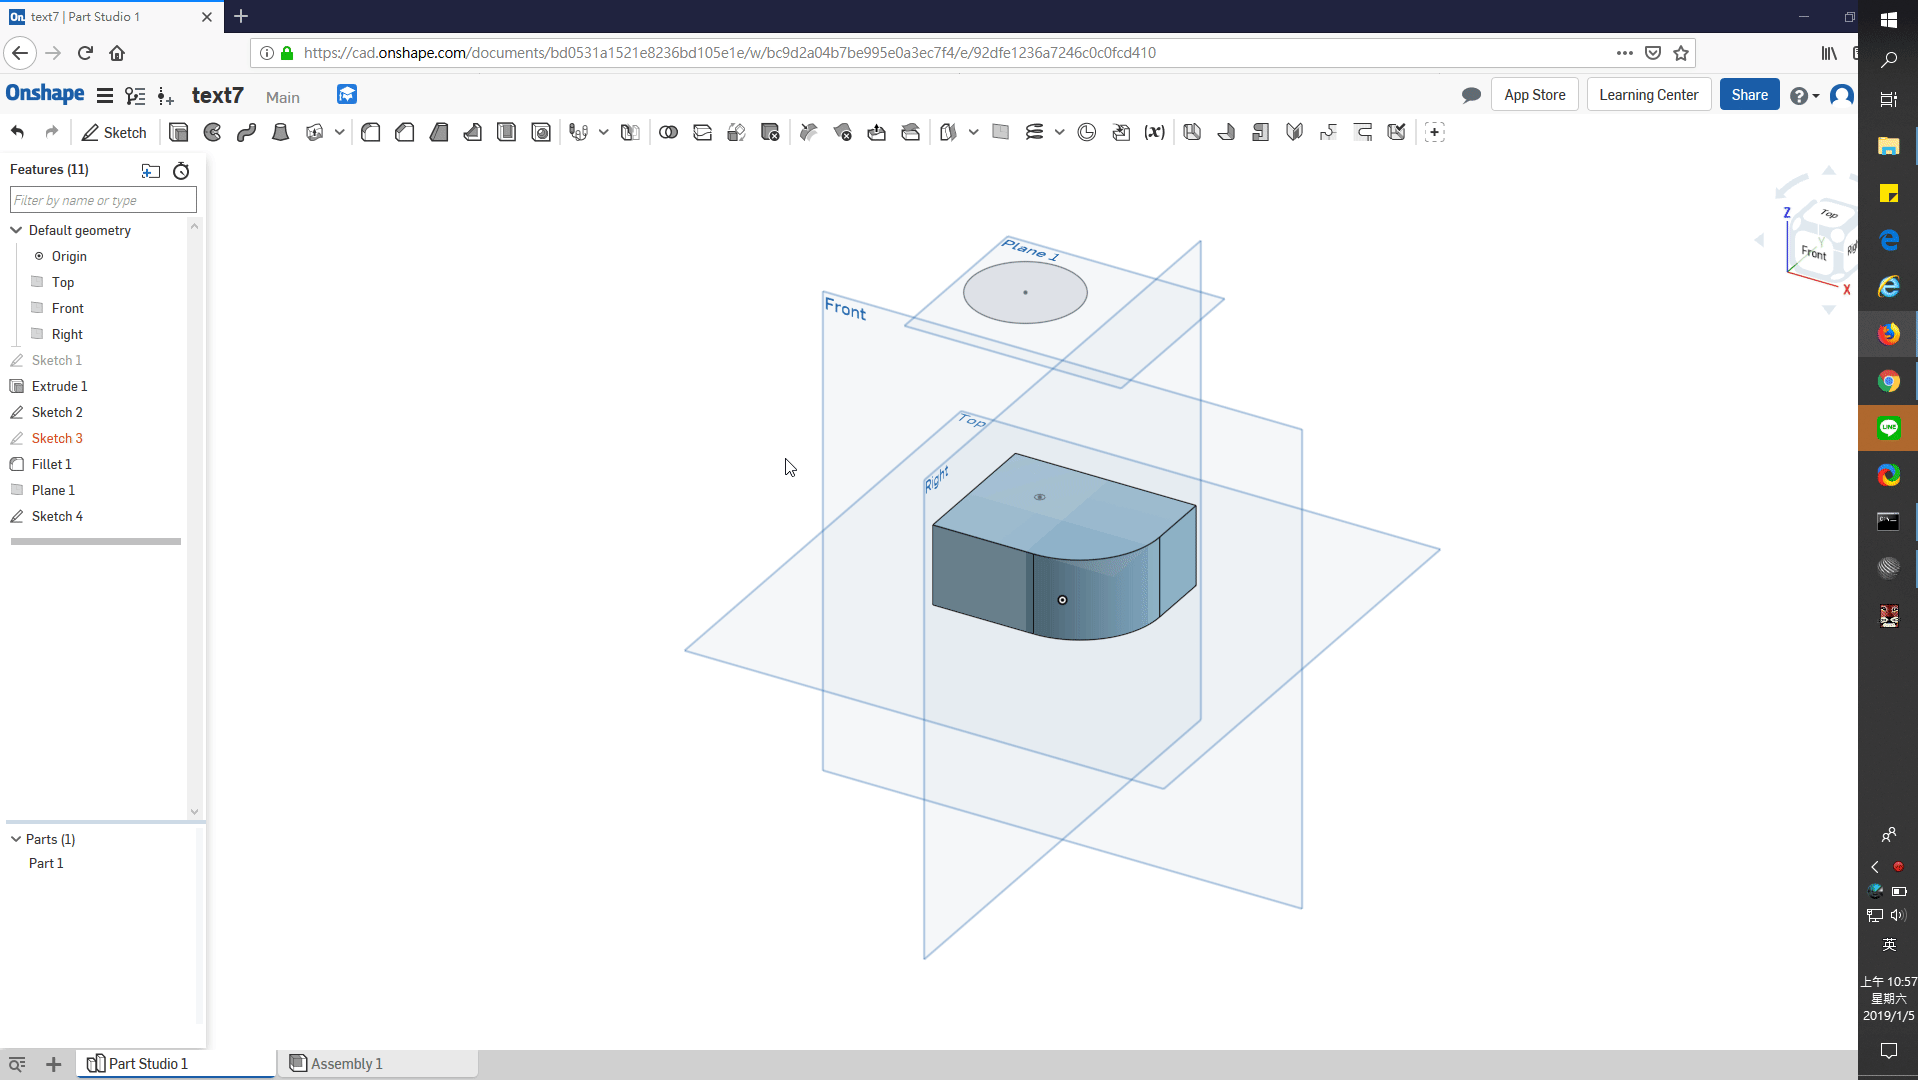 text7 | Part Studio 1
https://cad.onshape.com/documents/bd0531a1521e8236bd105e1e/w/bc9d2a04b7be995e0a3ec7f4/e/92dfe1236a7246c0c0fcd410
Onshape
text7
Main
App Store
Learning Center
Share
Sketch
(x)
Features (11)
Filter by name or type
Default geometry
Origin
Top
Front
Right
Sketch 1
Extrude 1
Sketch 2
Sketch 3
Fillet 1
Plane 1
Sketch 4
Parts (1)
Part 1
Plane 1
Front
Top
Right
Z
Top
Front
Y
X
LINE
英
上午 10:57
星期六
2019/1/5
Part Studio 1
Assembly 1